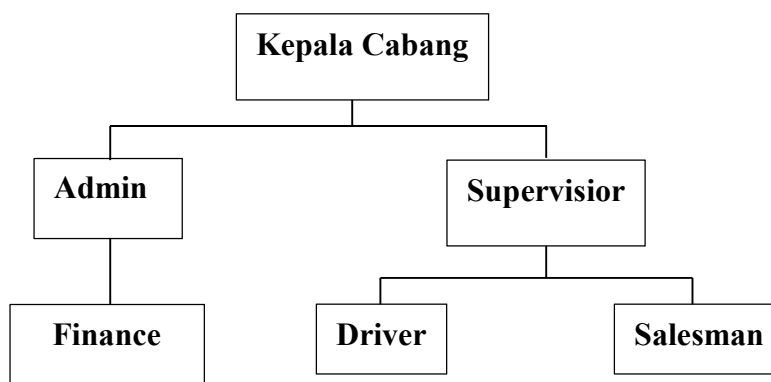 Kepala Cabang
Admin
Supervisior
Finance
Driver
Salesman